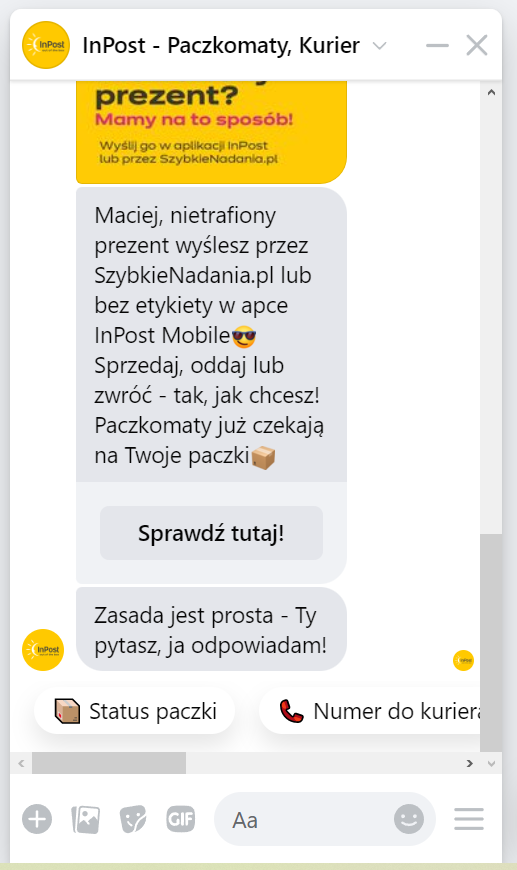 InPost
InPost - Paczkomaty, Kurier
prezent?
Mamy na to sposób!
Wyślij go w aplikacji InPost
lub przez SzybkieNadania.pl
Maciej, nietrafiony
prezent wyślesz przez
SzybkieNadania.pl lub
bez etykiety w apce
InPost Mobile😎
Sprzedaj, oddaj lub
zwróć - tak, jak chcesz!
Paczkomaty już czekają
na Twoje paczki📦
Sprawdź tutaj!
Zasada jest prosta - Ty
pytasz, ja odpowiadam!
InPost
InPost
Status paczki
Numer do kuriera
GIF
Aa